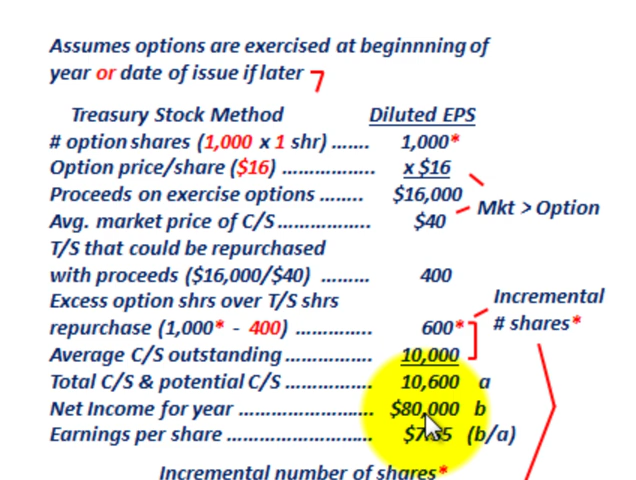 Assumes options are exercised at beginnning of
year or date of issue if later
Treasury Stock Method Diluted EPS
# option shares (1,000 x 1 shr) ....... 1,000*
Option price/share ($16) ................. x $16
Proceeds on exercise options ........ $16,000
Mkt > Option
Avg. market price of C/S ................. $40
T/S that could be repurchased
with proceeds ($16,000/$40) ......... 400
Excess option shrs over T/S shrs
Incremental
# shares*
repurchase (1,000* - 400) .............. 600*
Average C/S outstanding ................ 10,000
Total C/S & potential C/S ................ 10,600 a
Net Income for year ......................... $80,000 b
Earnings per share ........................... (b/a)
Incremental number of shares*